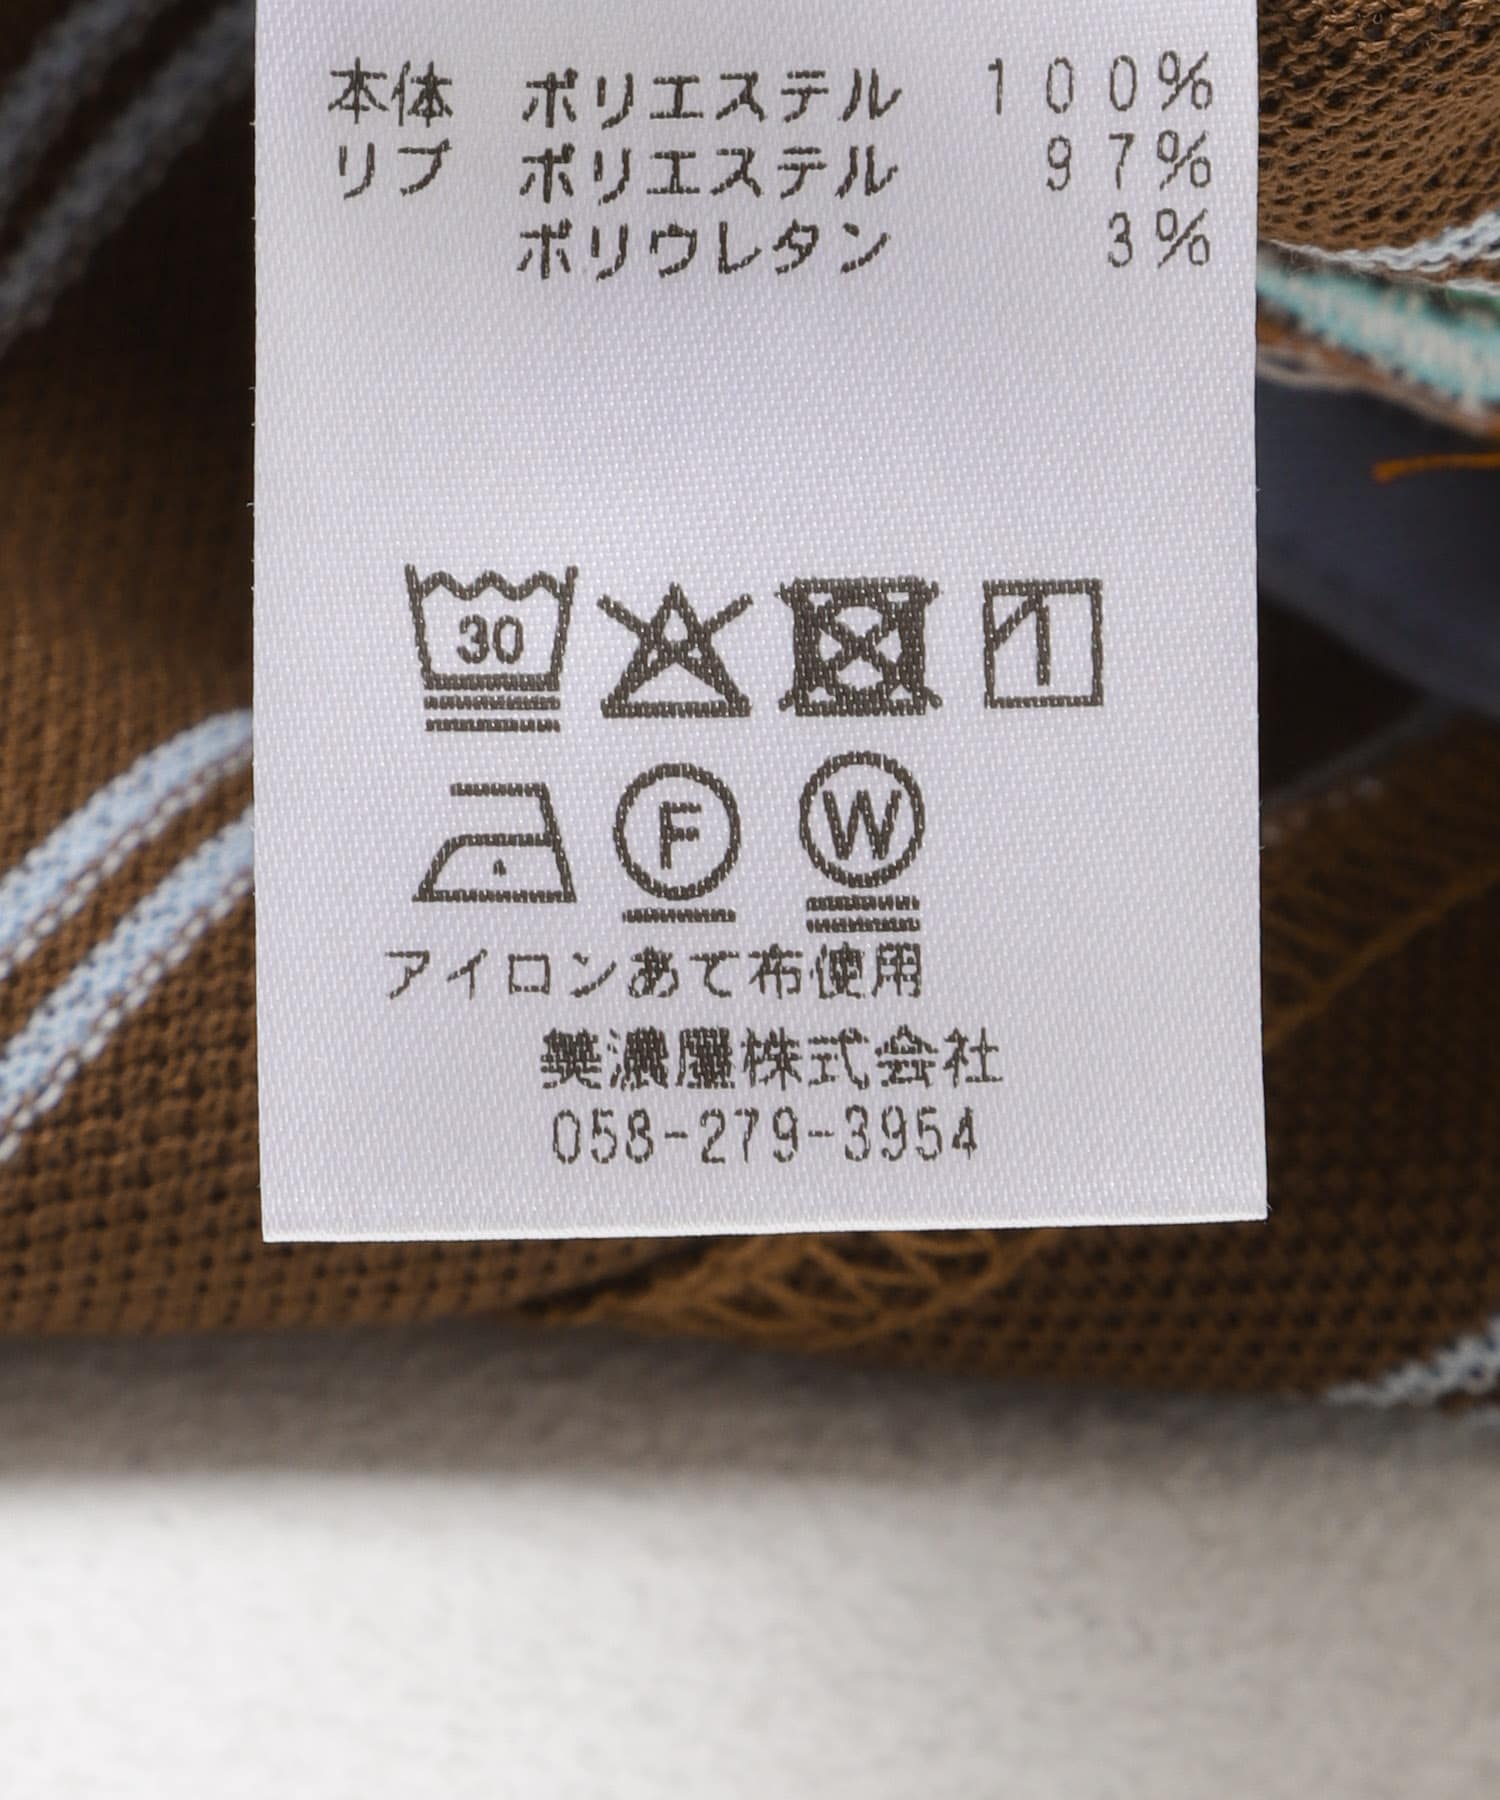 本体 ポリエステル 100%
リブ ポリエステル 97%
ポリウレタン 3%
30
F W
アイロンあて布使用
美濃屋株式会社
058-279-3954